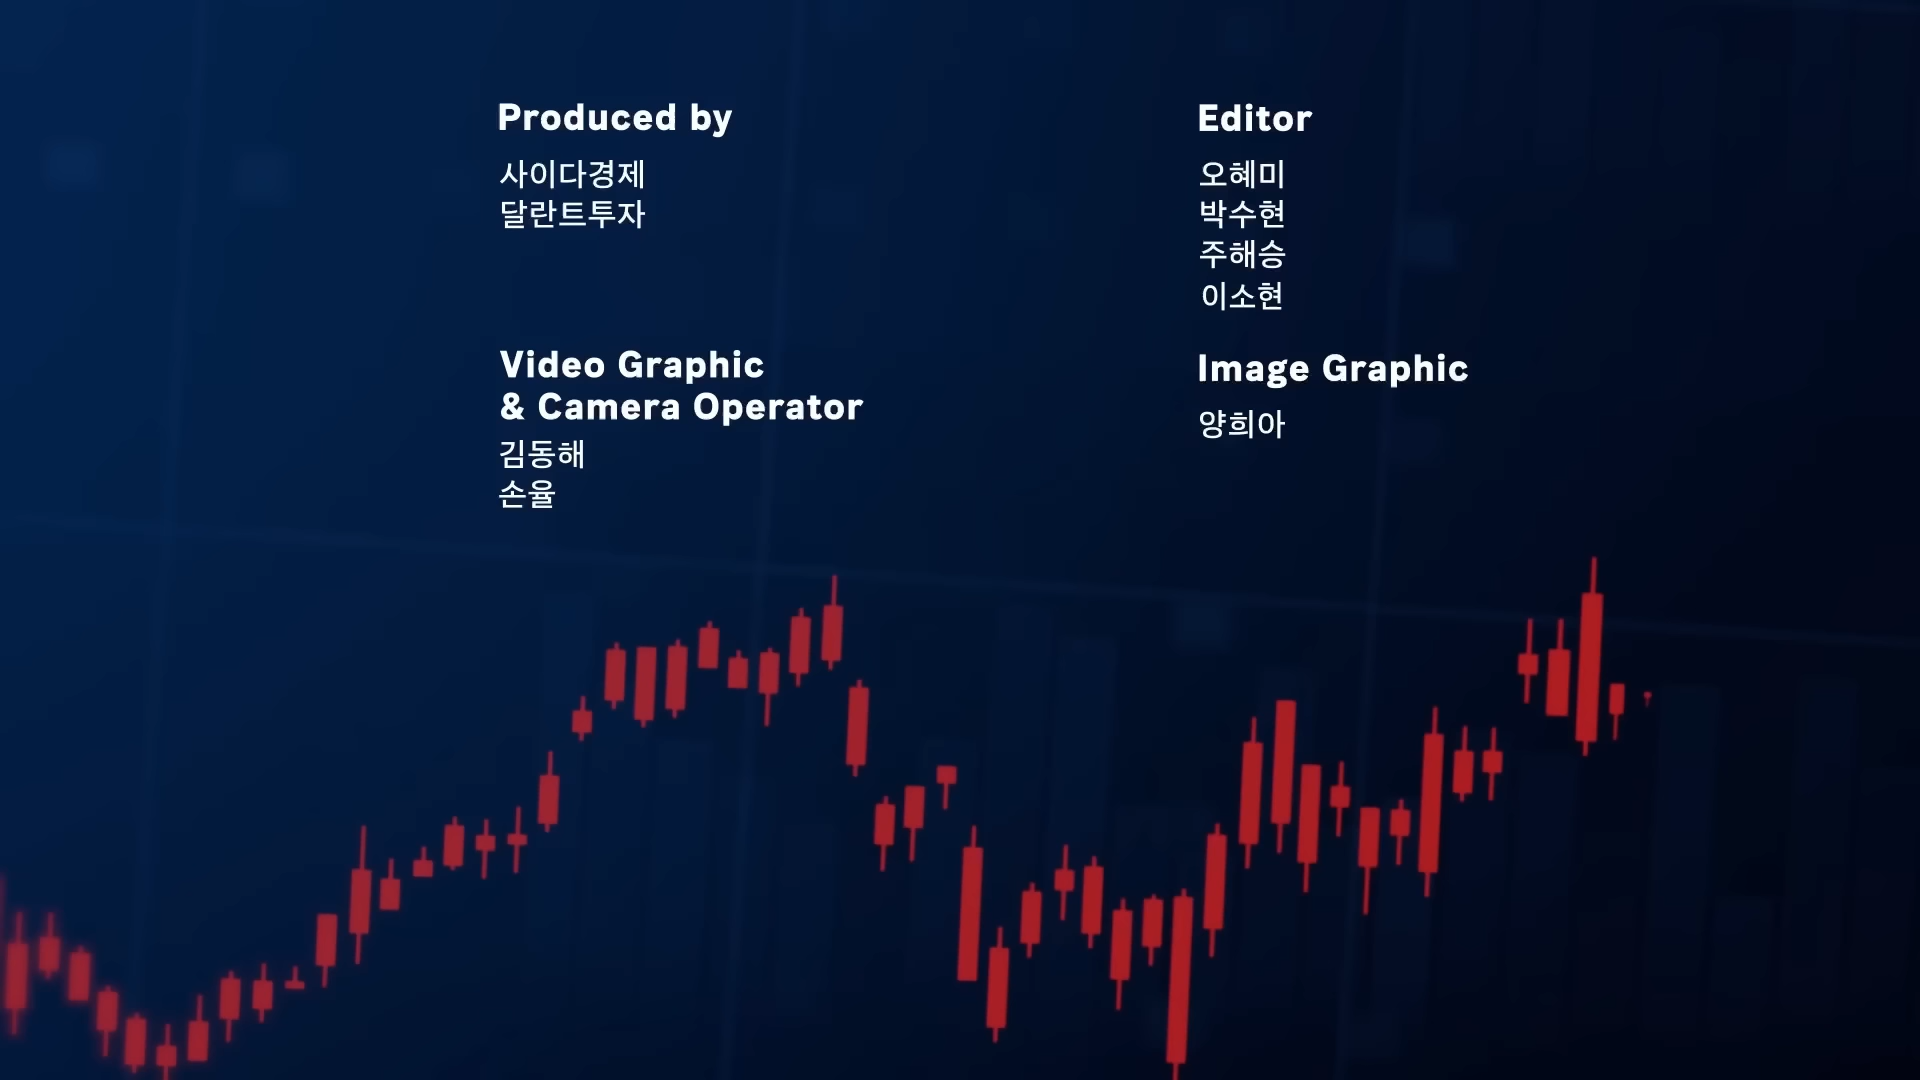 Produced by
사이다경제
달란트투자
Editor
오혜미
박수현
주해승
이소현
Video Graphic
& Camera Operator
김동해
손율
Image Graphic
양희아